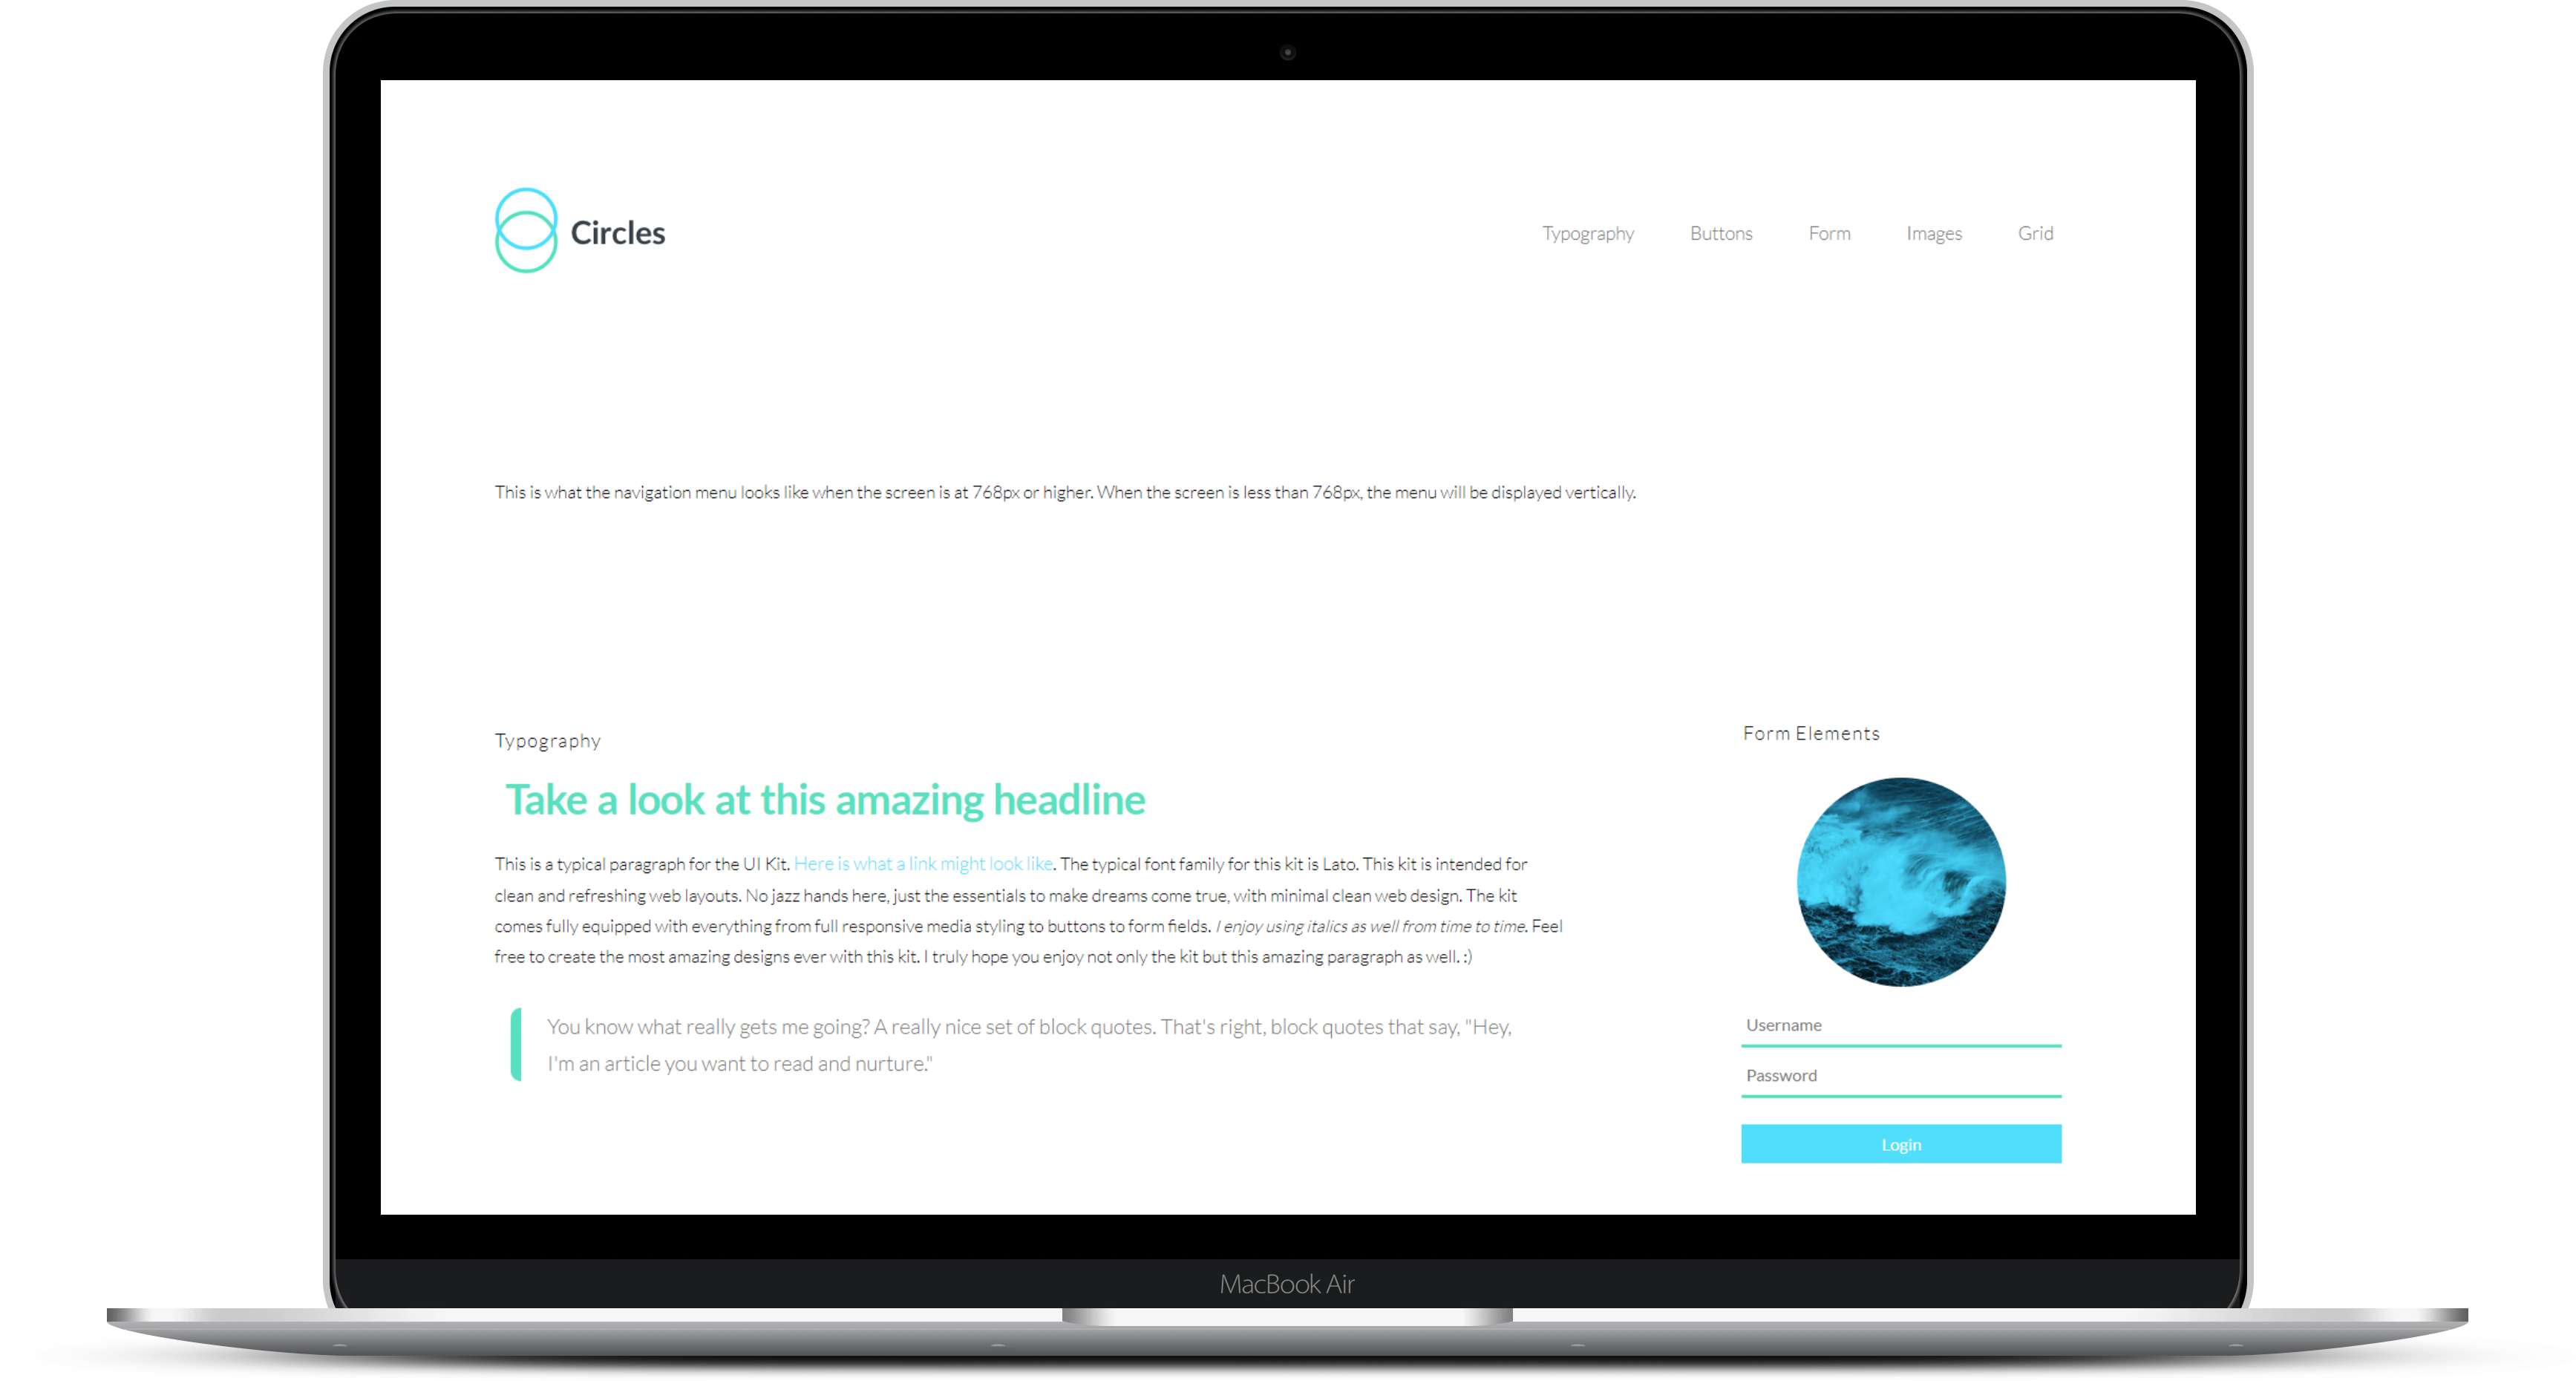 Circles
Typography Buttons Form Images Grid
This is what the navigation menu looks like when the screen is at 768px or higher. When the screen is less than 768px, the menu will be displayed vertically.
Typography
Take a look at this amazing headline
This is a typical paragraph for the UI Kit. Here is what a link might look like. The typical font family for this kit is Lato. This kit is intended for
clean and refreshing web layouts. No jazz hands here, just the essentials to make dreams come true, with minimal clean web design. The kit
comes fully equipped with everything from full responsive media styling to buttons to form fields. I enjoy using italics as well from time to time. Feel
free to create the most amazing designs ever with this kit. I truly hope you enjoy not only the kit but this amazing paragraph as well. :)
You know what really gets me going? A really nice set of block quotes. That's right, block quotes that say, "Hey,
I'm an article you want to read and nurture."
Form Elements
Username
Password
Login
MacBook Air